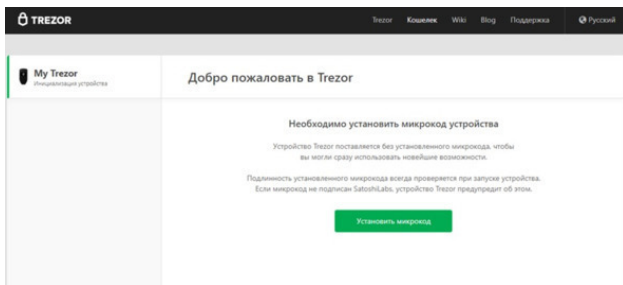 TREZOR
Trezor Кошелек Wiki Blog Поддержка Русский
My Trezor
Инициализация устройства
Добро пожаловать в Trezor
Необходимо установить микрокод устройства
Устройство Trezor поставляется без установленного микрокода, чтобы
вы могли сразу использовать новейшие возможности.
Подлинность установленного микрокода всегда проверяется при запуске устройства.
Если микрокод не подписан SatoshiLabs, устройство Trezor предупредит об этом.
Установить микрокод